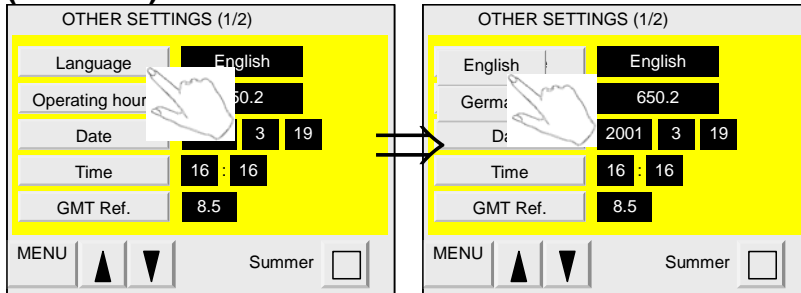 OTHER SETTINGS (1/2)
Language English
Operating hour 50.2
Date 3 19
Time 16 : 16
GMT Ref. 8.5
MENU Summer
OTHER SETTINGS (1/2)
English English
Germa 650.2
Da 2001 3 19
Time 16 : 16
GMT Ref. 8.5
MENU Summer